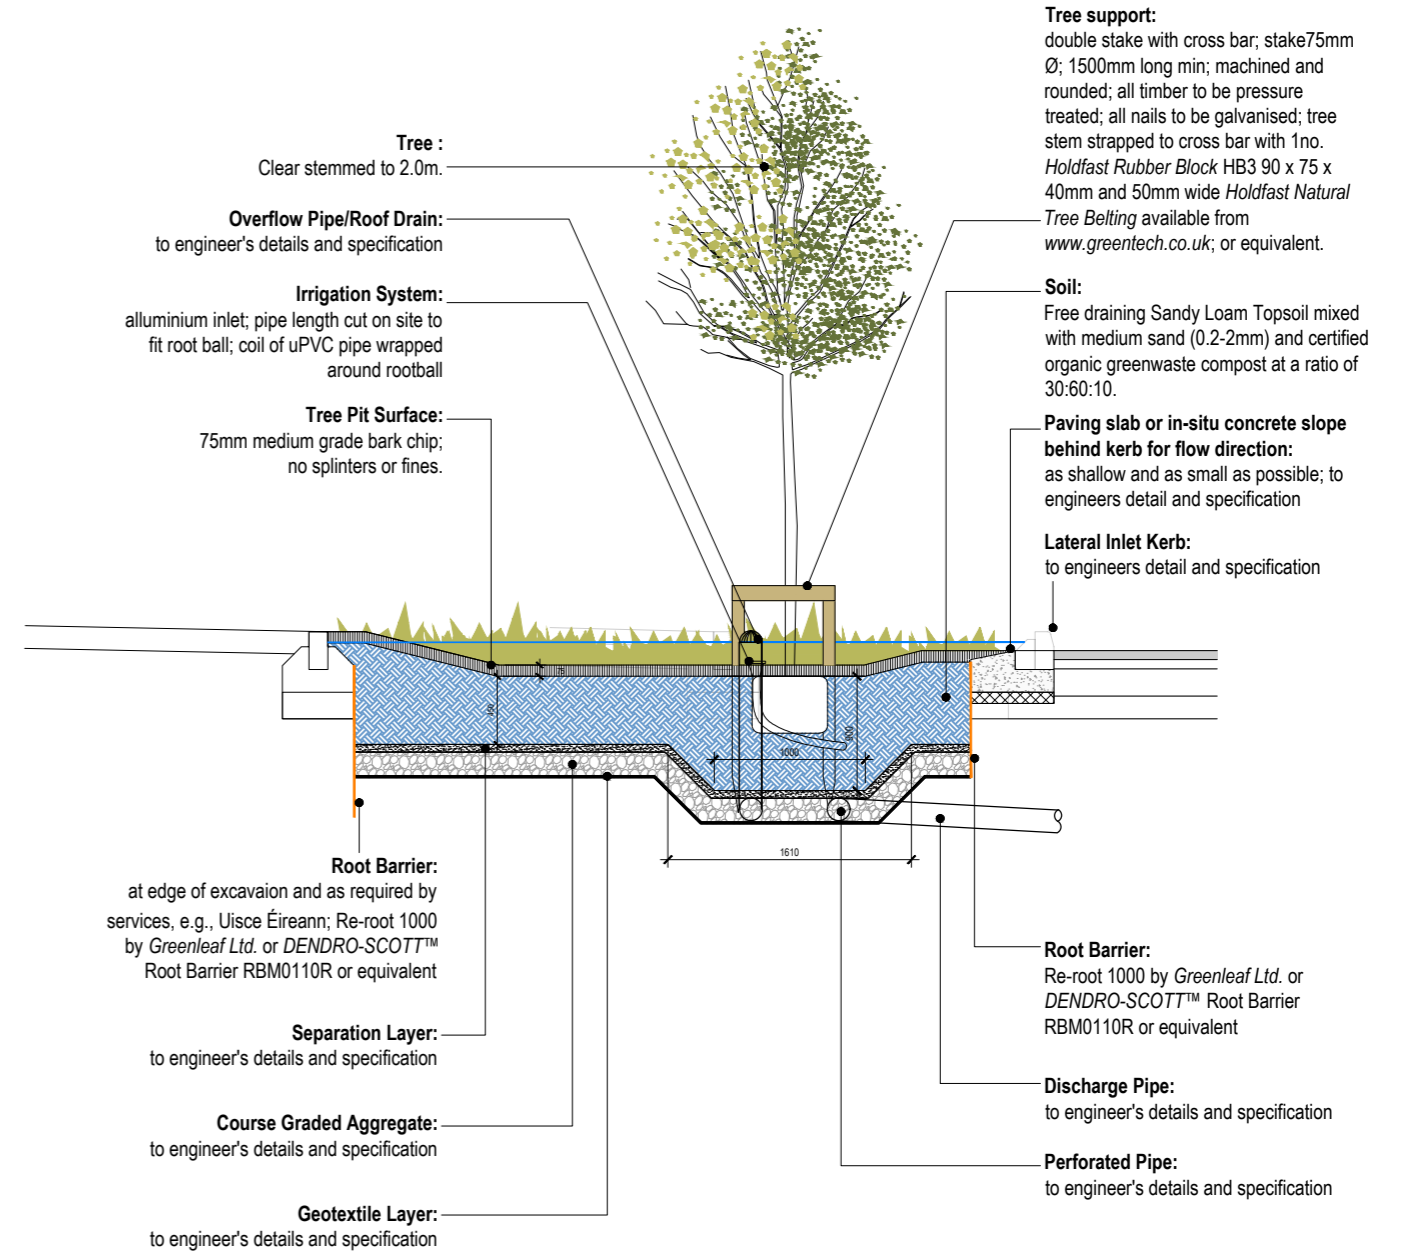 Tree :
Clear stemmed to 2.0m.
Overflow Pipe/Roof Drain:
to engineer's details and specification
Irrigation System:
alluminium inlet; pipe length cut on site to
fit root ball; coil of uPVC pipe wrapped
around rootball
Tree Pit Surface:
75mm medium grade bark chip;
no splinters or fines.
Tree support:
double stake with cross bar; stake75mm
Ø; 1500mm long min; machined and
rounded; all timber to be pressure
treated; all nails to be galvanised; tree
stem strapped to cross bar with 1no.
Holdfast Rubber Block HB3 90 x 75 x
40mm and 50mm wide Holdfast Natural
Tree Belting available from
www.greentech.co.uk; or equivalent.
Soil:
Free draining Sandy Loam Topsoil mixed
with medium sand (0.2-2mm) and certified
organic greenwaste compost at a ratio of
30:60:10.
Paving slab or in-situ concrete slope
behind kerb for flow direction:
as shallow and as small as possible; to
engineers detail and specification
Lateral Inlet Kerb:
to engineers detail and specification
450
900
1000
1610
Root Barrier:
at edge of excavaion and as required by
services, e.g., Uisce Éireann; Re-root 1000
by Greenleaf Ltd. or DENDRO-SCOTT™
Root Barrier RBM0110R or equivalent
Separation Layer:
to engineer's details and specification
Course Graded Aggregate:
to engineer's details and specification
Geotextile Layer:
to engineer's details and specification
Root Barrier:
Re-root 1000 by Greenleaf Ltd. or
DENDRO-SCOTT™ Root Barrier
RBM0110R or equivalent
Discharge Pipe:
to engineer's details and specification
Perforated Pipe:
to engineer's details and specification